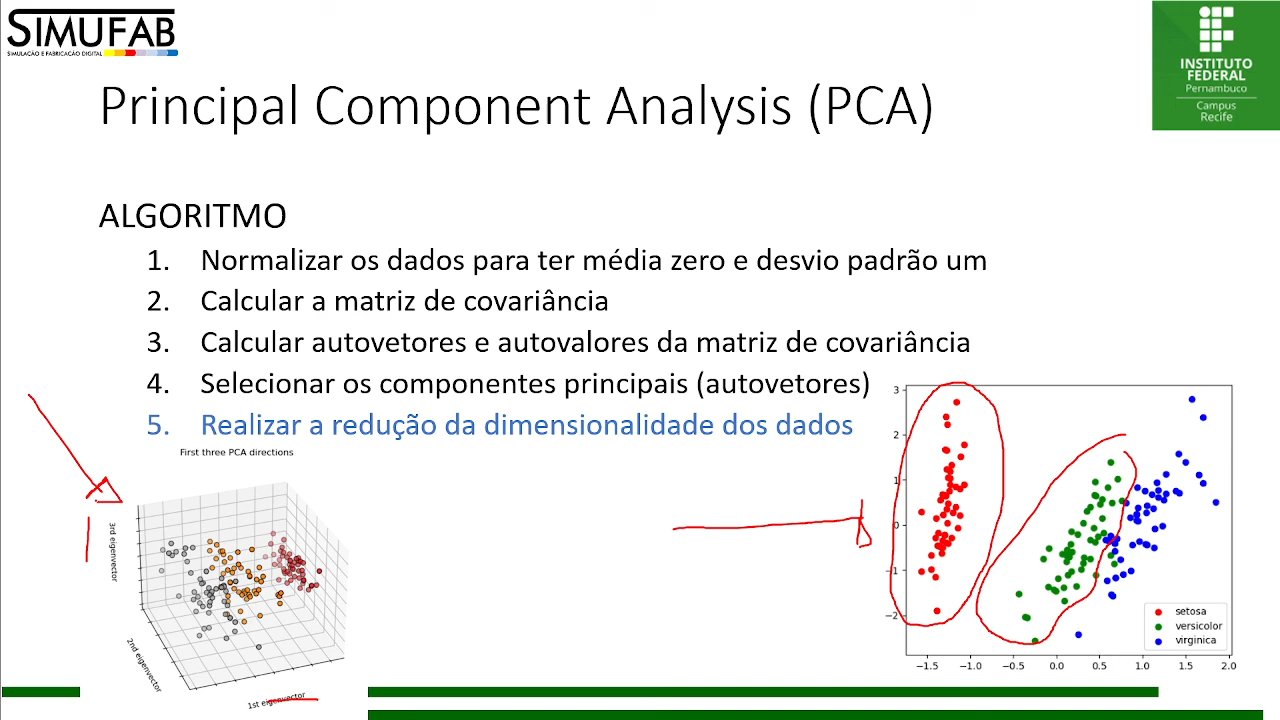 SIMUFAB
SIMULAÇÃO E FABRICAÇÃO DIGITAL
INSTITUTO
FEDERAL
Pernambuco
Campus
Recife
Principal Component Analysis (PCA)
ALGORITMO
1. Normalizar os dados para ter média zero e desvio padrão um
2. Calcular a matriz de covariância
3. Calcular autovetores e autovalores da matriz de covariância
4. Selecionar os componentes principais (autovetores)
5. Realizar a redução da dimensionalidade dos dados
First three PCA directions
3rd eigenvector
2nd eigenvector
1st eigenvector
3
2
1
0
−1
−2
setosa
versicolor
virginica
−1.5 −1.0 −0.5 0.0 0.5 1.0 1.5 2.0